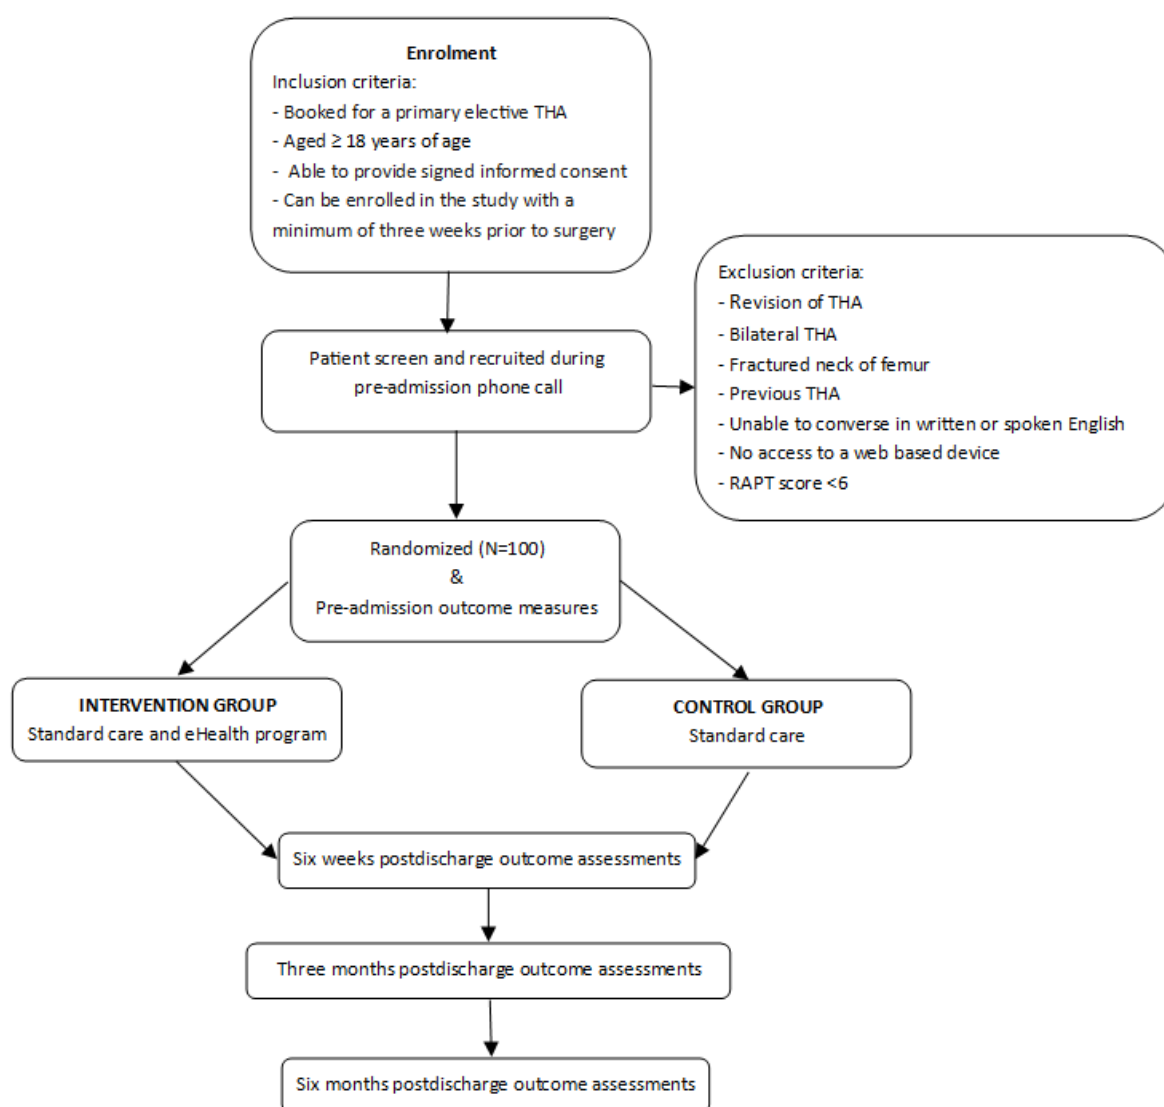 Enrolment
Inclusion criteria:
- Booked for a primary elective THA
- Aged ≥ 18 years of age
- Able to provide signed informed consent
- Can be enrolled in the study with a
minimum of three weeks prior to surgery
Exclusion criteria:
- Revision of THA
- Bilateral THA
- Fractured neck of femur
- Previous THA
- Unable to converse in written or spoken English
- No access to a web based device
- RAPT score <6
Patient screen and recruited during
pre-admission phone call
Randomized (N=100)
&
Pre-admission outcome measures
INTERVENTION GROUP
Standard care and eHealth program
CONTROL GROUP
Standard care
Six weeks postdischarge outcome assessments
Three months postdischarge outcome assessments
Six months postdischarge outcome assessments